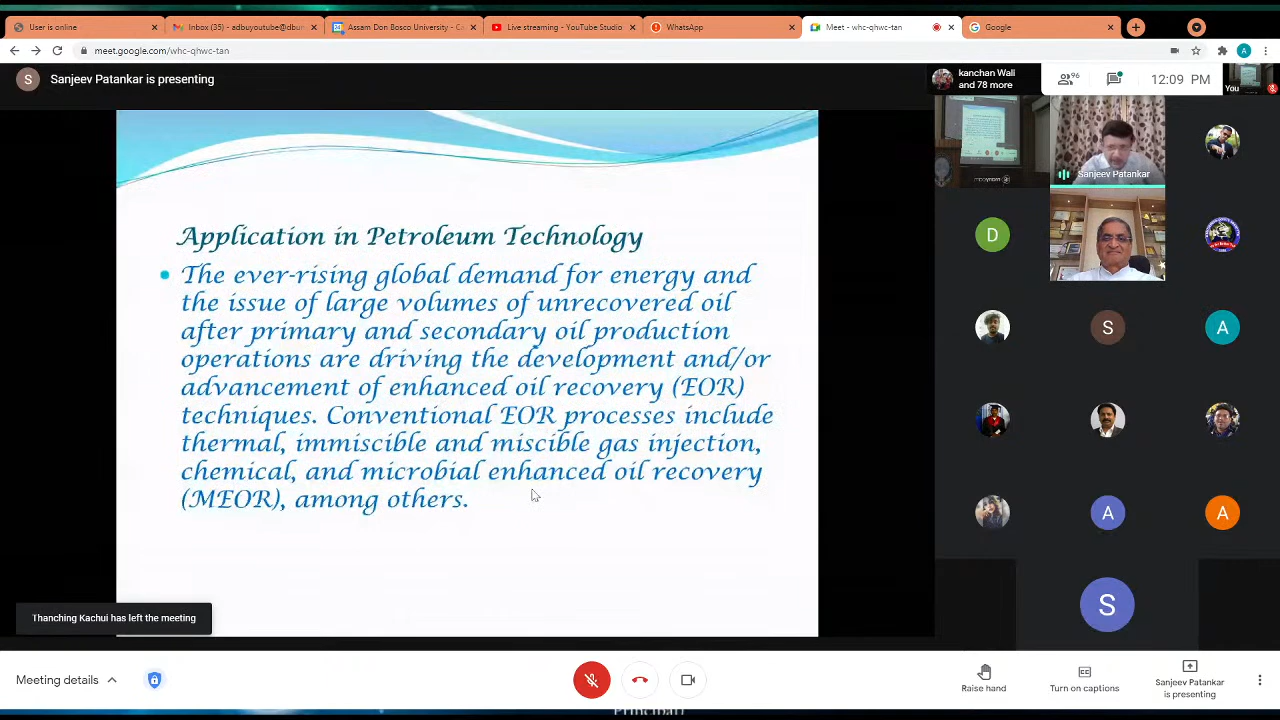 User is online
Inbox (35) - adbuyoutube@dbun
Assam Don Bosco University - Ca
Live streaming - YouTube Studio
WhatsApp
Meet - whc-qhwc-tan
Google
meet.google.com/whc-qhwc-tan
A
S
Sanjeev Patankar is presenting
kanchan Wali
and 78 more
96
12:09 PM
You
Application in Petroleum Technology
The ever-rising global demand for energy and
the issue of large volumes of unrecovered oil
after primary and secondary oil production
operations are driving the development and/or
advancement of enhanced oil recovery (EOR)
techniques. Conventional EOR processes include
thermal, immiscible and miscible gas injection,
chemical, and microbial enhanced oil recovery
(MEOR), among others.
Sanjeev Patankar
D
S
A
A
A
S
Thanching Kachui has left the meeting
Meeting details
Raise hand
Turn on captions
Sanjeev Patankar
is presenting